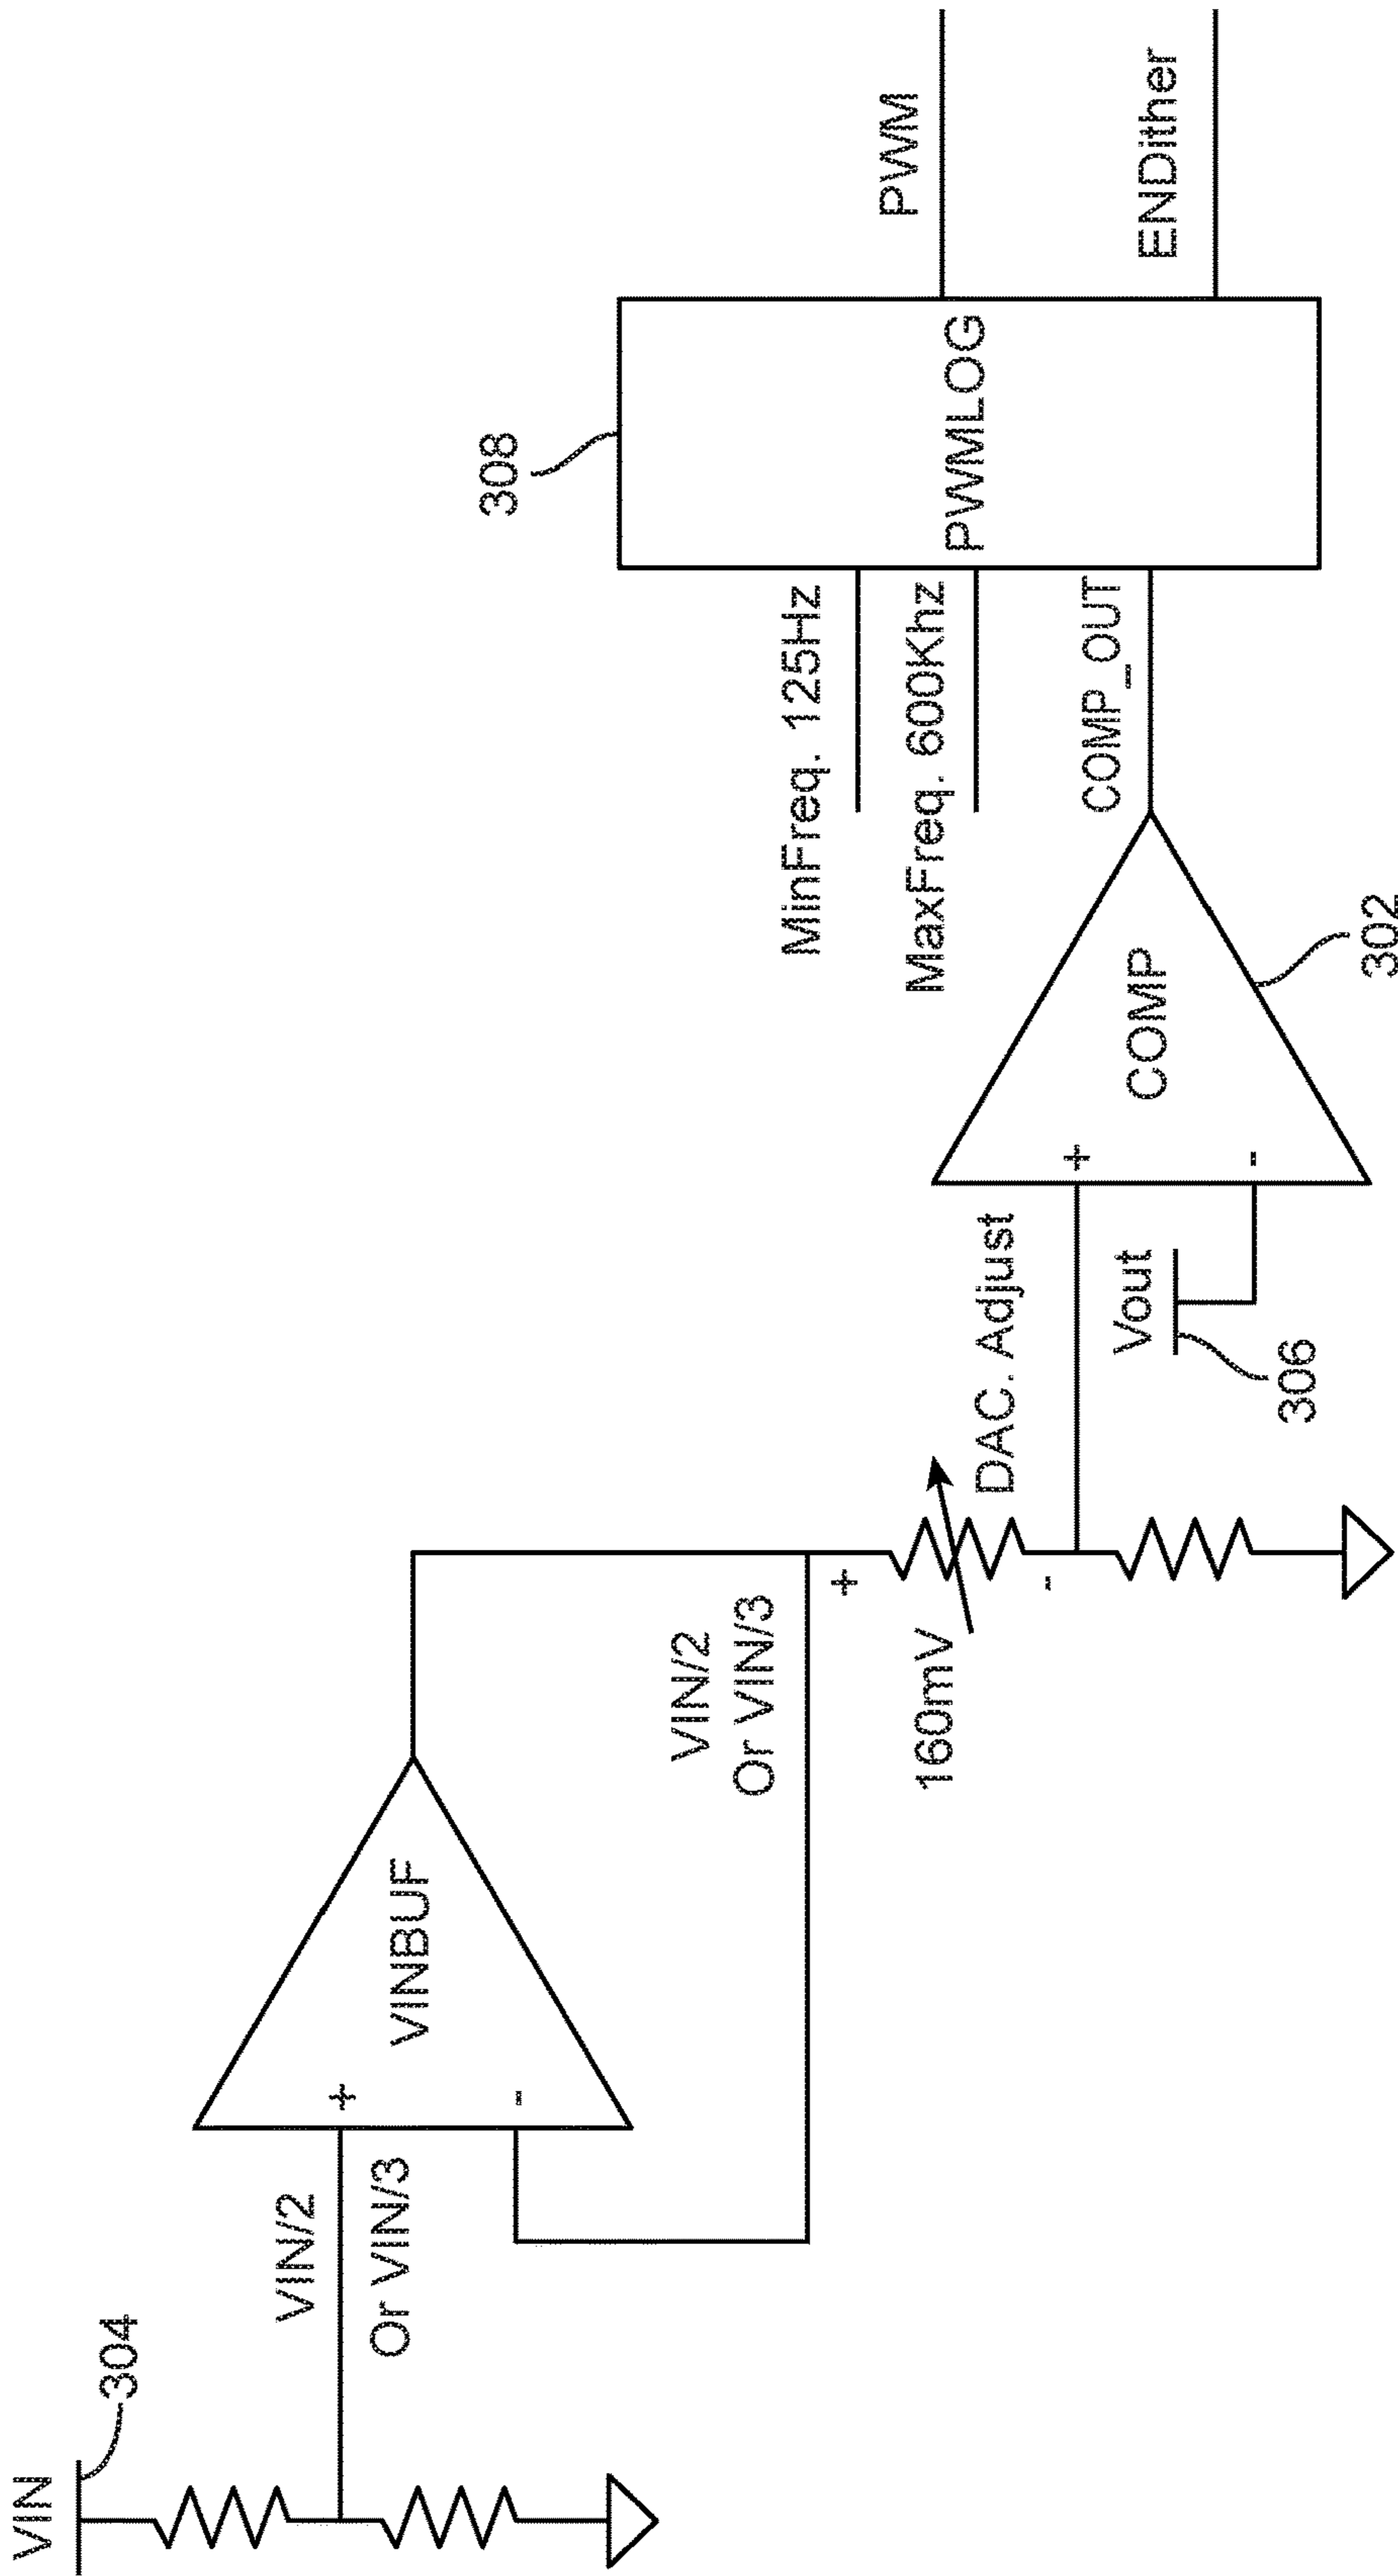 VIN
304
VIN/2
Or VIN/3
+
-
VINBUF
VIN/2
Or VIN/3
+
160mV
-
DAC. Adjust
Vout
306
+
-
COMP
302
COMP_OUT
MinFreq. 125Hz
MaxFreq. 600Khz
308
PWMLOG
PWM
ENDither